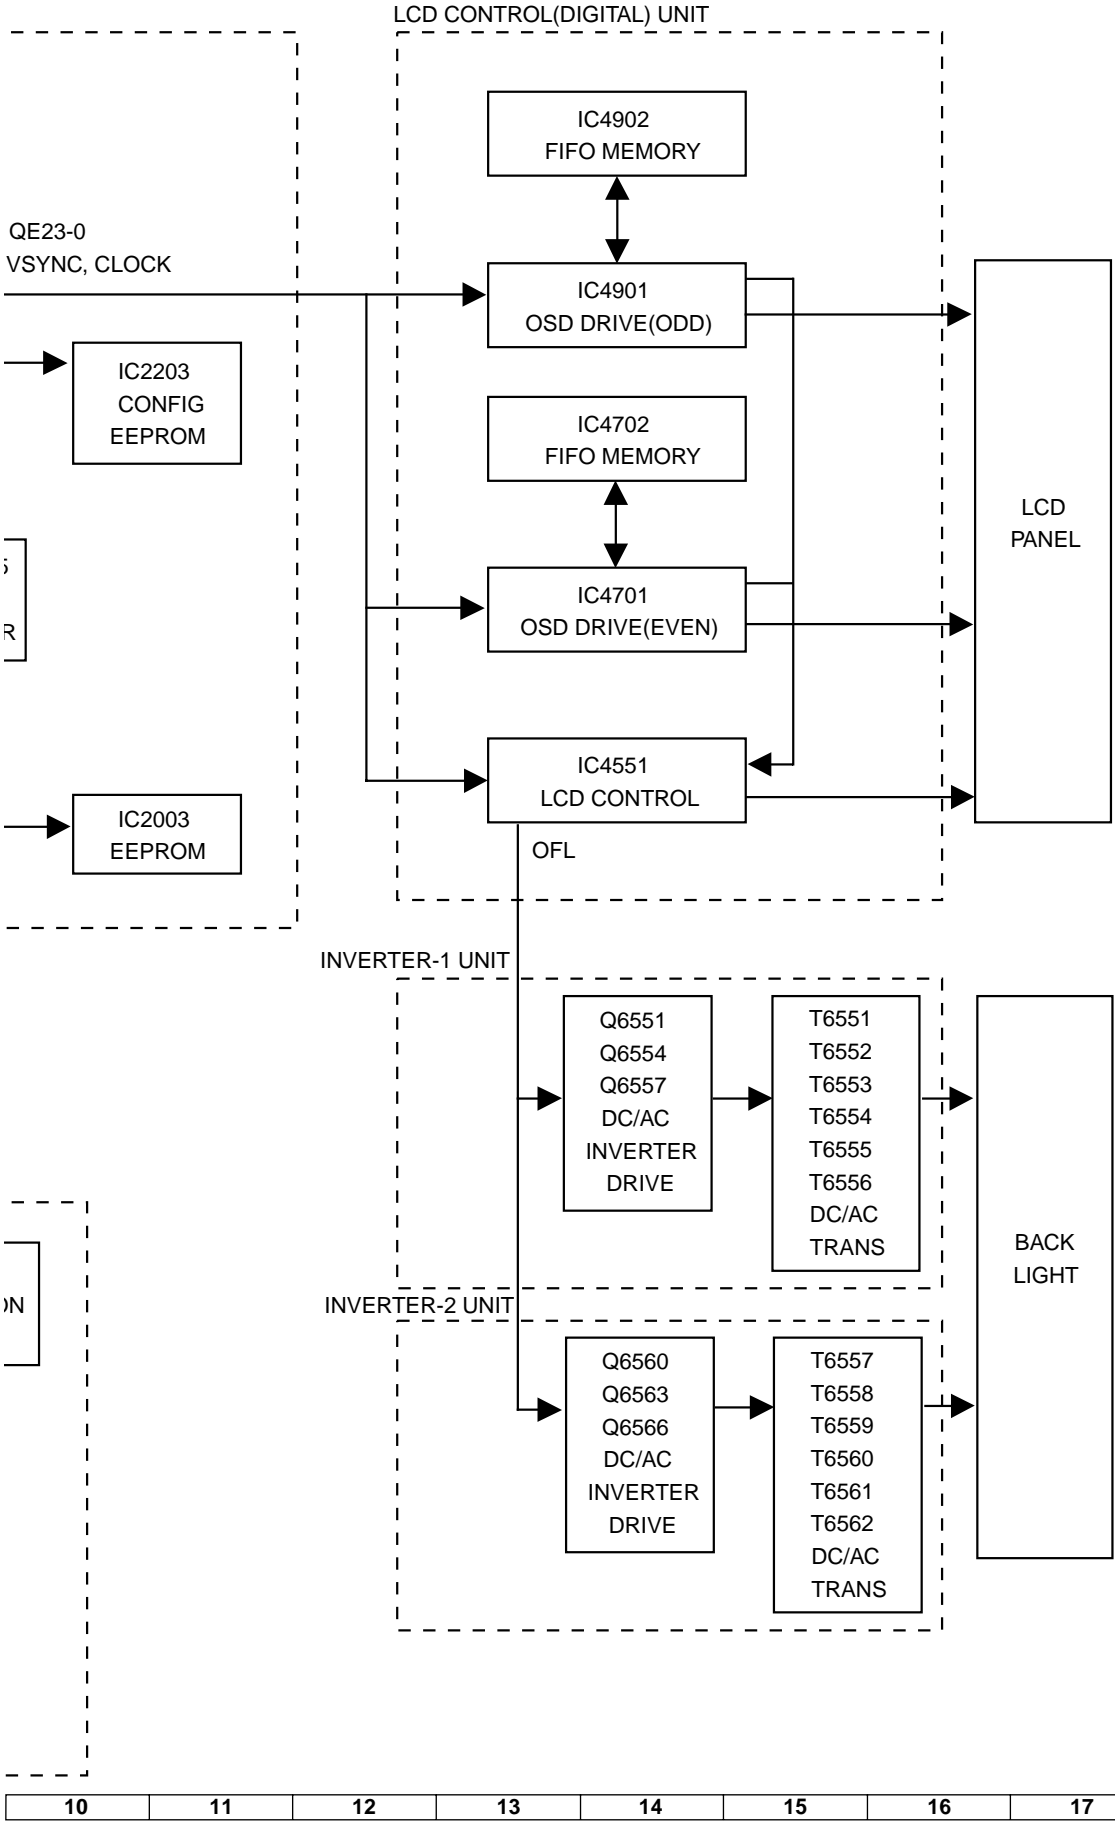 LCD CONTROL(DIGITAL) UNIT
IC4902
FIFO MEMORY
QE23-0
VSYNC, CLOCK
IC4901
OSD DRIVE(ODD)
IC2203
CONFIG
EEPROM
IC4702
FIFO MEMORY
LCD
PANEL
5
R
IC4701
OSD DRIVE(EVEN)
IC4551
LCD CONTROL
IC2003
EEPROM
OFL
INVERTER-1 UNIT
Q6551
Q6554
Q6557
DC/AC
INVERTER
DRIVE
T6551
T6552
T6553
T6554
T6555
T6556
DC/AC
TRANS
BACK
LIGHT
ON
INVERTER-2 UNIT
Q6560
Q6563
Q6566
DC/AC
INVERTER
DRIVE
T6557
T6558
T6559
T6560
T6561
T6562
DC/AC
TRANS
10 11 12 13 14 15 16 17